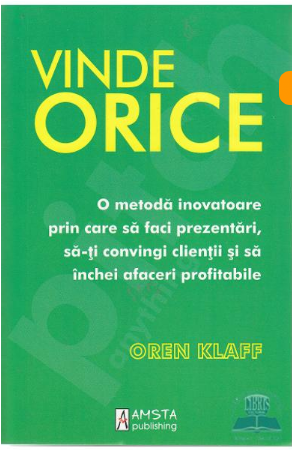 VINDE
ORICE
O metodă inovatoare
prin care să faci prezentări,
să-ţi convingi clienţii şi să
închei afaceri profitabile
OREN KLAFF
AMSTA
publishing